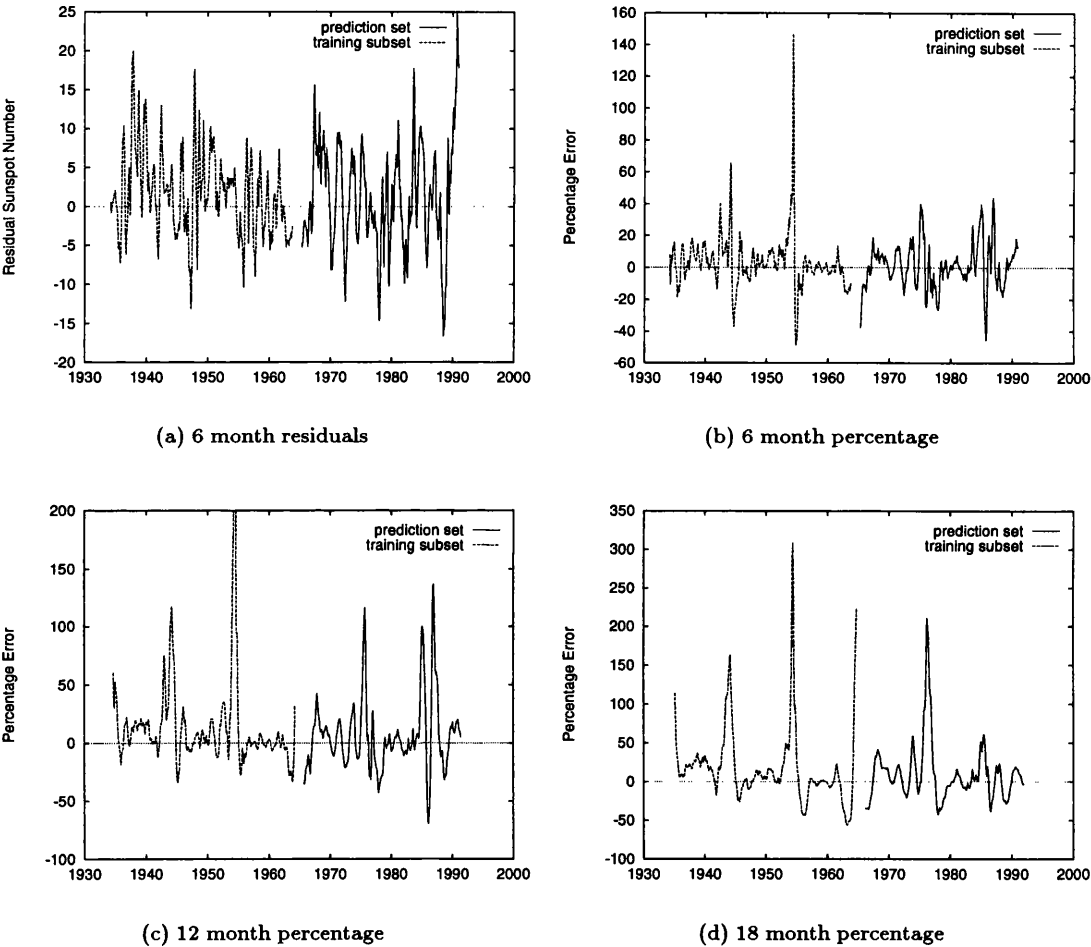 25
20
15
10
5
0
-5
-10
-15
-20
Residual Sunspot Number
prediction set
training subset
1930 1940 1950 1960 1970 1980 1990 2000
(a) 6 month residuals
160
140
120
100
80
60
40
20
0
-20
-40
-60
Percentage Error
prediction set
training subset
1930 1940 1950 1960 1970 1980 1990 2000
(b) 6 month percentage
200
150
100
50
0
-50
-100
Percentage Error
prediction set
training subset
1930 1940 1950 1960 1970 1980 1990 2000
(c) 12 month percentage
350
300
250
200
150
100
50
0
-50
-100
Percentage Error
prediction set
training subset
1930 1940 1950 1960 1970 1980 1990 2000
(d) 18 month percentage